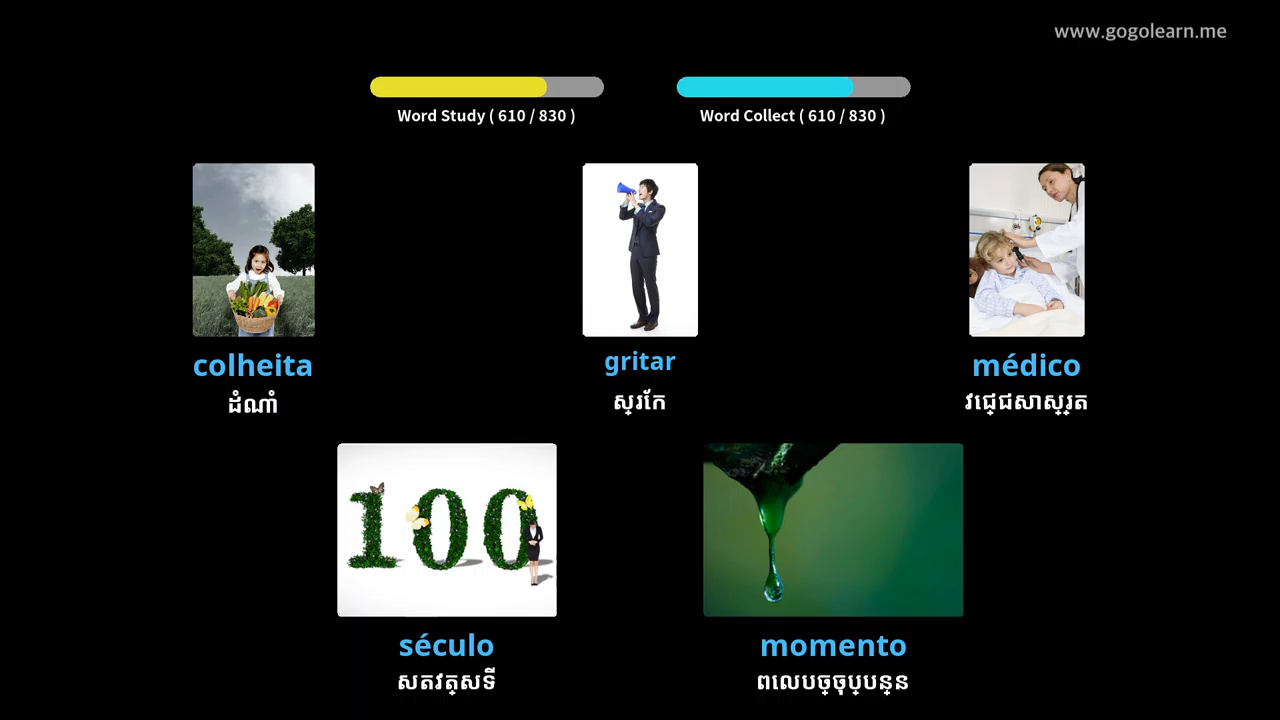 www.gogolearn.me
Word Study ( 610 / 830 )
Word Collect ( 610 / 830 )
colheita
ដំណាំ
gritar
ស្រែក
médico
វេជ្ជសាស្ត្រ
século
សតវត្សទី
momento
ពេលបច្ចុប្បន្ន